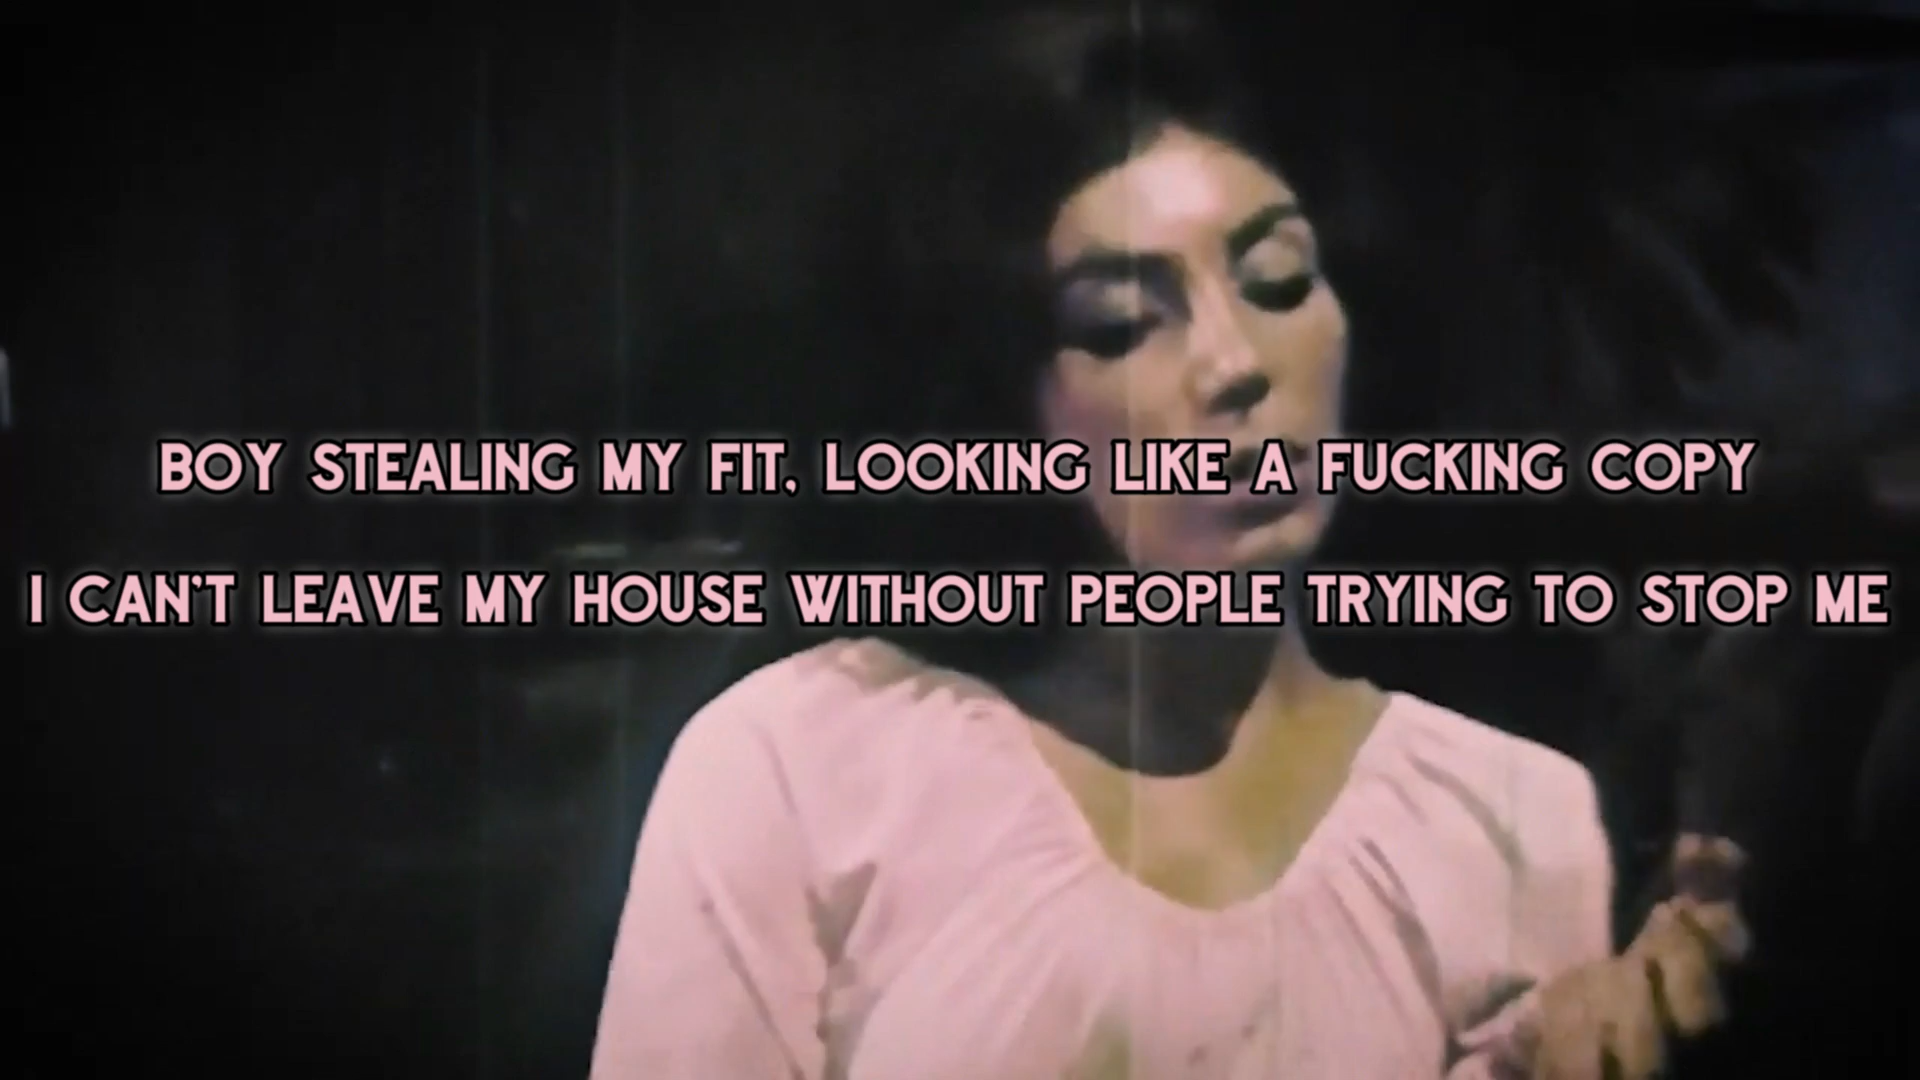 BOY STEALING MY FIT, LOOKING LIKE A FUCKING COPY
I CAN'T LEAVE MY HOUSE WITHOUT PEOPLE TRYING TO STOP ME